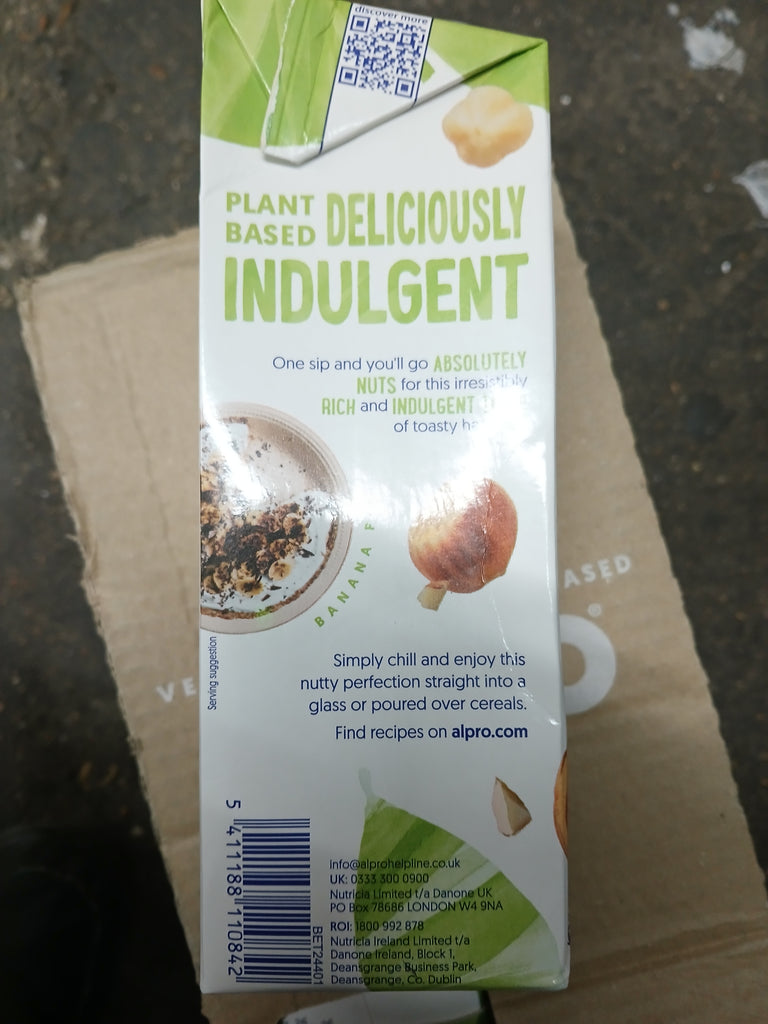 discover more
PLANT BASED DELICIOUSLY
INDULGENT
One sip and you'll go ABSOLUTELY
NUTS for this irresistibly
RICH and INDULGENT
of toasty
BANANA
Serving suggestion
Simply chill and enjoy this
nutty perfection straight into a
glass or poured over cereals.
Find recipes on alpro.com
5 411188 110842
BET24401
info@alprohelpline.co.uk
UK: 0333 300 0900
Nutricia Limited t/a Danone UK
PO Box 78686 LONDON W4 9NA
ROI: 1800 992 878
Nutricia Ireland Limited t/a
Danone Ireland, Block 1,
Deansgrange Business Park,
Deansgrange, Co. Dublin